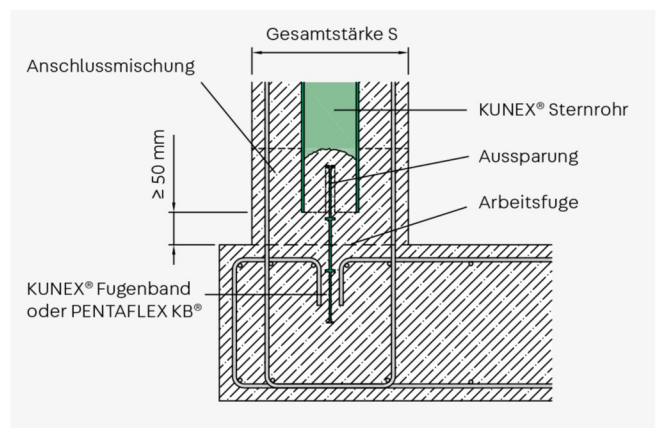 Gesamtstärke S
Anschlussmischung
KUNEX® Sternrohr
Aussparung
≥ 50 mm
Arbeitsfuge
KUNEX® Fugenband
oder PENTAFLEX KB®